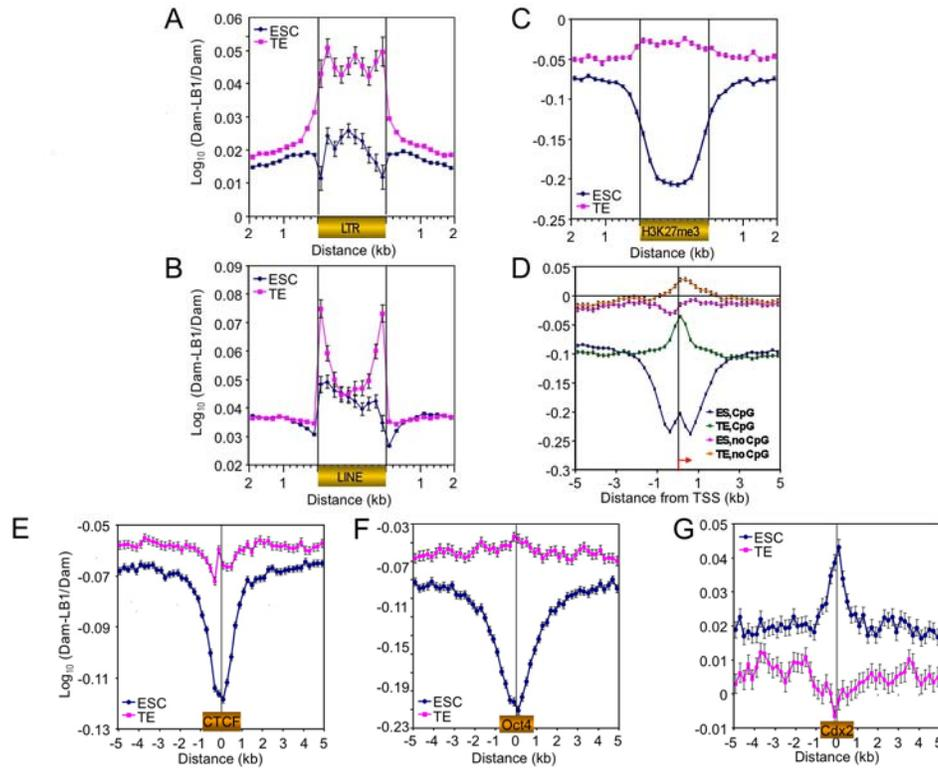 A
0.06
0.05
0.04
0.03
0.02
0.01
0
ESC
TE
LTR
2 1 1 2
Distance (kb)
Log₁₀ (Dam-LB1/Dam)
B
0.09
0.08
0.07
0.06
0.05
0.04
0.03
0.02
ESC
TE
LINE
2 1 1 2
Distance (kb)
Log₁₀ (Dam-LB1/Dam)
C
0
-0.05
-0.1
-0.15
-0.2
-0.25
ESC
TE
H3K27me3
2 1 1 2
Distance (kb)
D
0.05
0
-0.05
-0.1
-0.15
-0.2
-0.25
-0.3
ES,CpG
TE,CpG
ES,no CpG
TE,no CpG
-5 -3 -1 1 3 5
Distance from TSS (kb)
E
-0.05
-0.07
-0.09
-0.11
-0.13
ESC
TE
CTCF
-5 -4 -3 -2 -1 0 1 2 3 4 5
Distance (kb)
Log₁₀ (Dam-LB1/Dam)
F
-0.03
-0.07
-0.11
-0.15
-0.19
-0.23
ESC
TE
Oct4
-5 -4 -3 -2 -1 0 1 2 3 4 5
Distance (kb)
G
0.05
0.04
0.03
0.02
0.01
0
-0.01
ESC
TE
Cdx2
-5 -4 -3 -2 -1 0 1 2 3 4 5
Distance (kb)